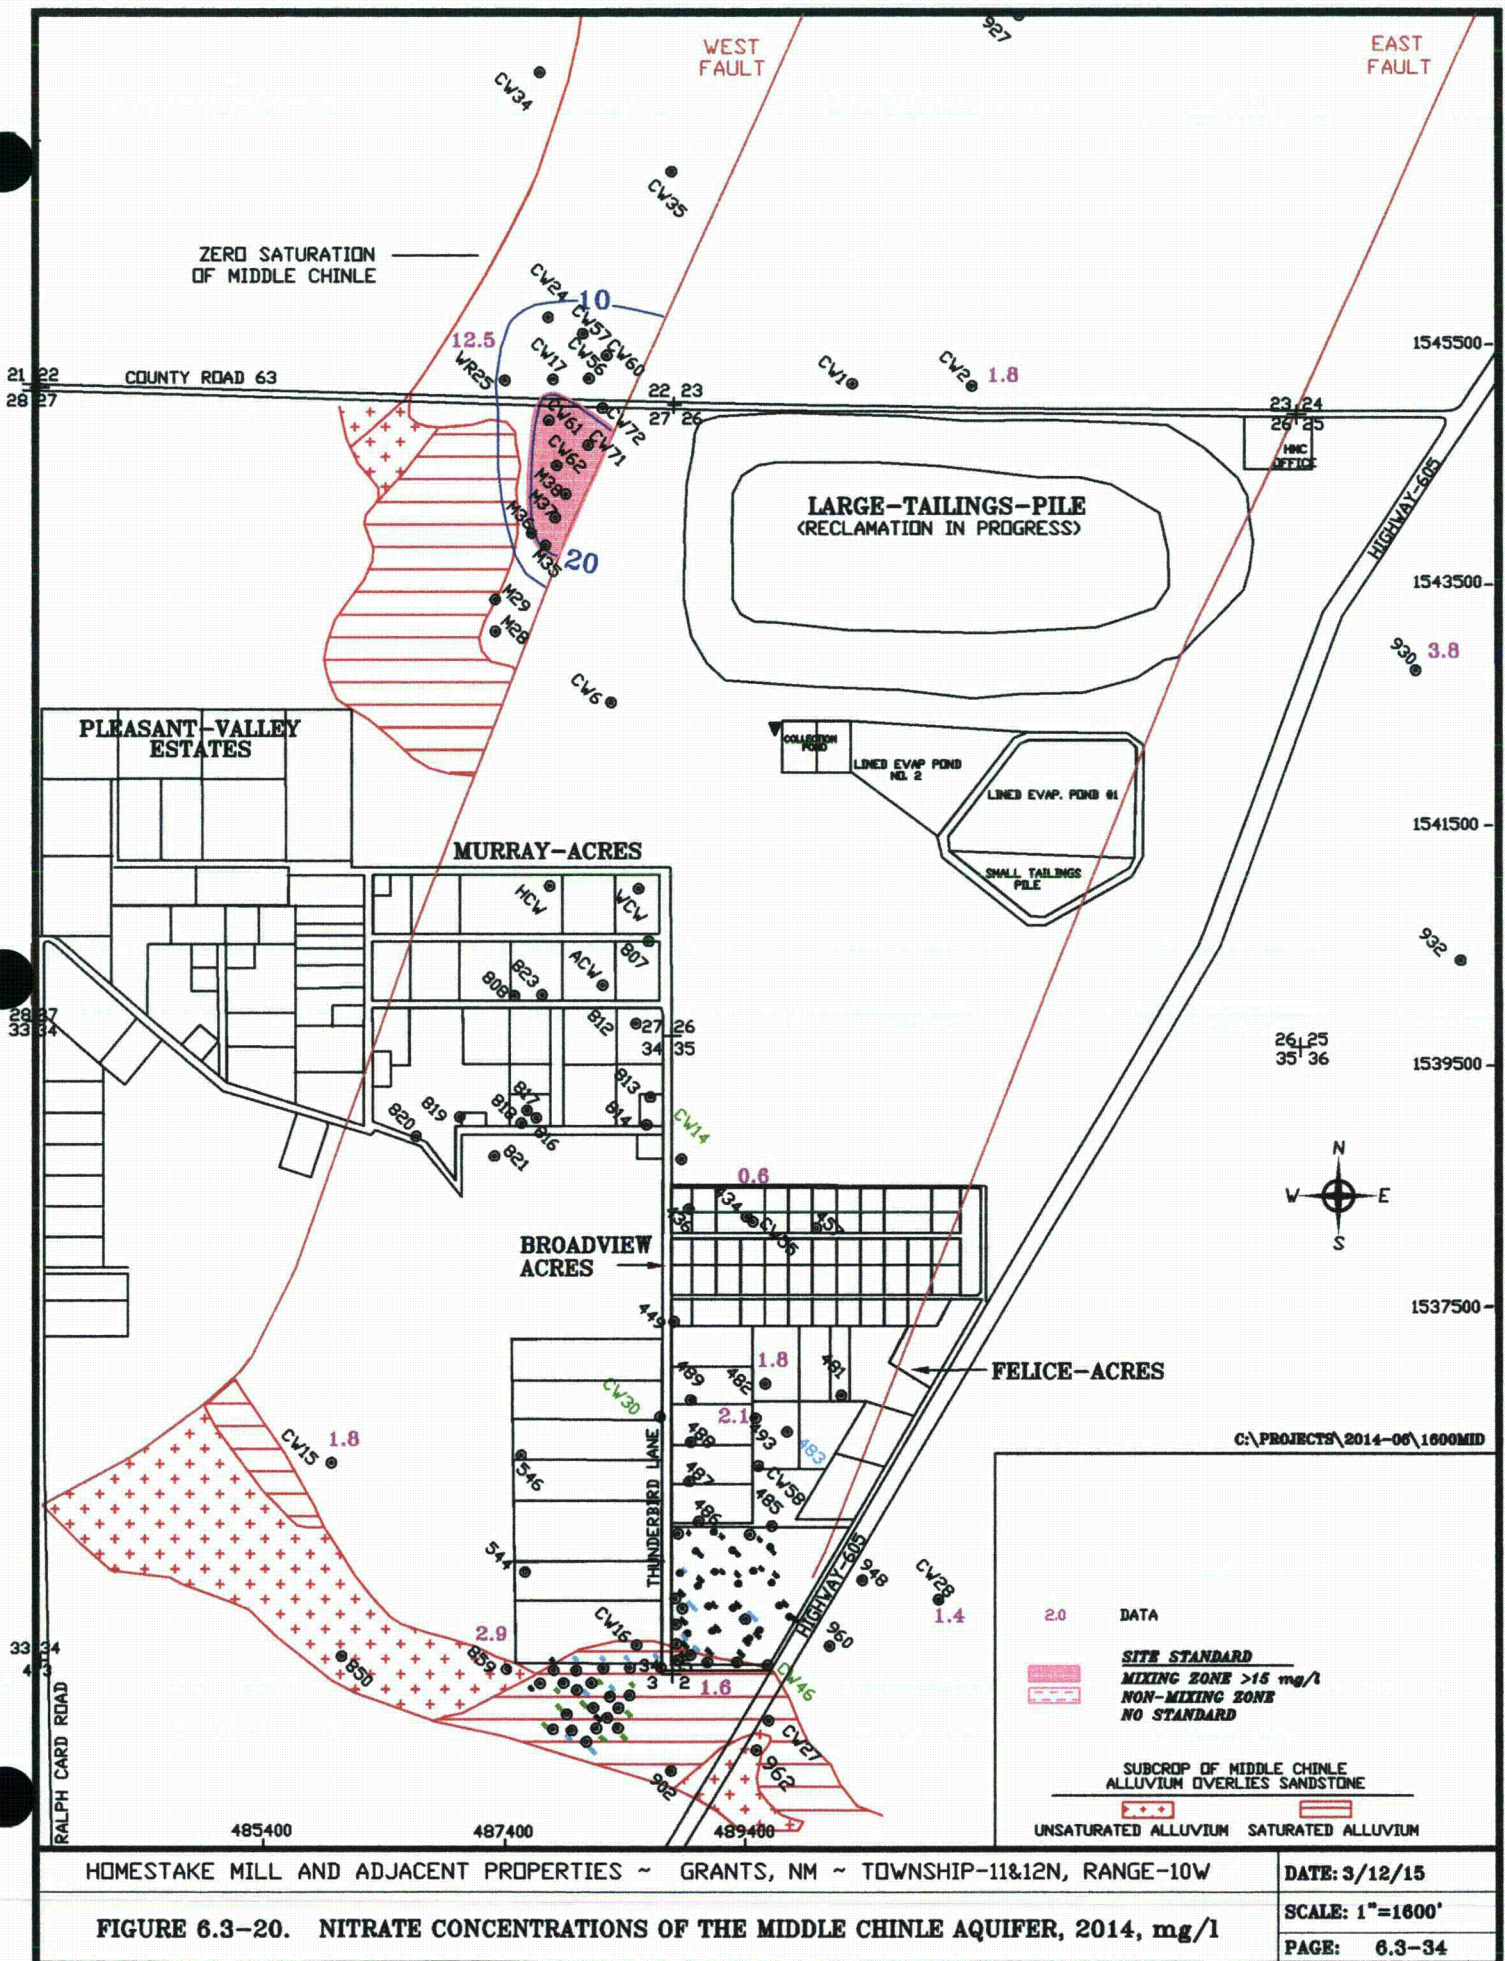 927
WEST
FAULT
EAST
FAULT
CW34
CW35
ZERO SATURATION
OF MIDDLE CHINLE
CW24
10
CW57
12.5
CW56
CW60
CW17
WR25
CW1
CW2
1.8
1545500
21 22
28 27
COUNTY ROAD 63
22 23
27 26
23 24
26 25
CW72
CW61
CW71
CW62
HMC
OFFICE
M38
M37
M36
M35
20
LARGE-TAILINGS-PILE
(RECLAMATION IN PROGRESS)
HIGHWAY-605
1543500
M29
M28
930
3.8
CW6
PLEASANT-VALLEY
ESTATES
COLLECTION
POND
LINED EVAP POND
NO. 2
LINED EVAP. POND #1
1541500
SMALL TAILINGS
PILE
MURRAY-ACRES
HCW
WCW
807
ACW
823
808
932
812
28 27
33 34
27 26
34 35
26 25
35 36
1539500
813
814
817
818
816
819
820
821
CW14
N
W E
S
0.6
436
434
CW55
457
BROADVIEW
ACRES
449
1537500
FELICE-ACRES
489
482
1.8
481
CW30
2.1
493
483
488
CW15
1.8
546
487
CW58
485
486
THUNDERBIRD LANE
544
HIGHWAY-605
948
CW28
1.4
960
CW16
2.9
859
850
33 34
4 3
3 2
1.6
CW46
CW27
962
902
RALPH CARD ROAD
485400
487400
489400
C:\PROJECTS\2014-06\1600MID
2.0 DATA
SITE STANDARD
MIXING ZONE >15 mg/l
NON-MIXING ZONE
NO STANDARD
SUBCROP OF MIDDLE CHINLE
ALLUVIUM OVERLIES SANDSTONE
UNSATURATED ALLUVIUM SATURATED ALLUVIUM
HOMESTAKE MILL AND ADJACENT PROPERTIES ~ GRANTS, NM ~ TOWNSHIP-11&12N, RANGE-10W
DATE: 3/12/15
FIGURE 6.3-20. NITRATE CONCENTRATIONS OF THE MIDDLE CHINLE AQUIFER, 2014, mg/l
SCALE: 1"=1600'
PAGE: 6.3-34